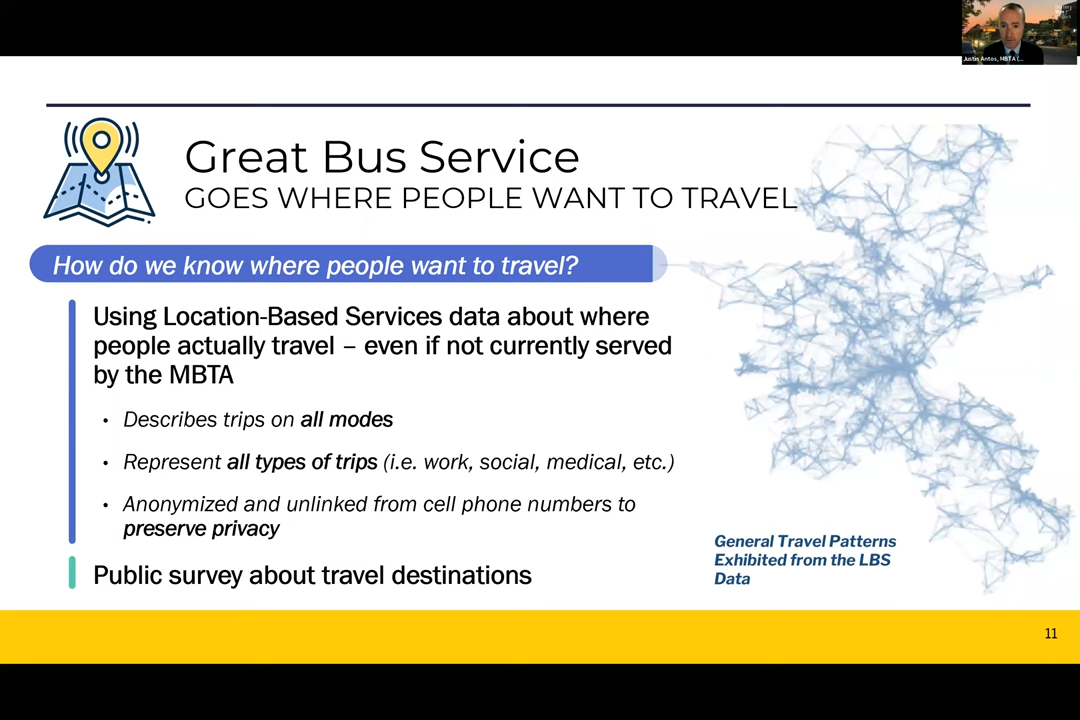 Justin Antos, MBTA (...
Great Bus Service
GOES WHERE PEOPLE WANT TO TRAVEL
How do we know where people want to travel?
Using Location-Based Services data about where
people actually travel – even if not currently served
by the MBTA
• Describes trips on all modes
• Represent all types of trips (i.e. work, social, medical, etc.)
• Anonymized and unlinked from cell phone numbers to
preserve privacy
Public survey about travel destinations
General Travel Patterns
Exhibited from the LBS
Data
11